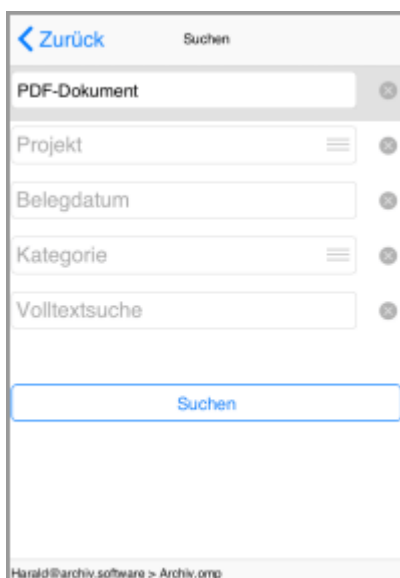 Zurück
Suchen
PDF-Dokument
Projekt
Belegdatum
Kategorie
Volltextsuche
Suchen
Harald@archiv.software > Archiv.omp